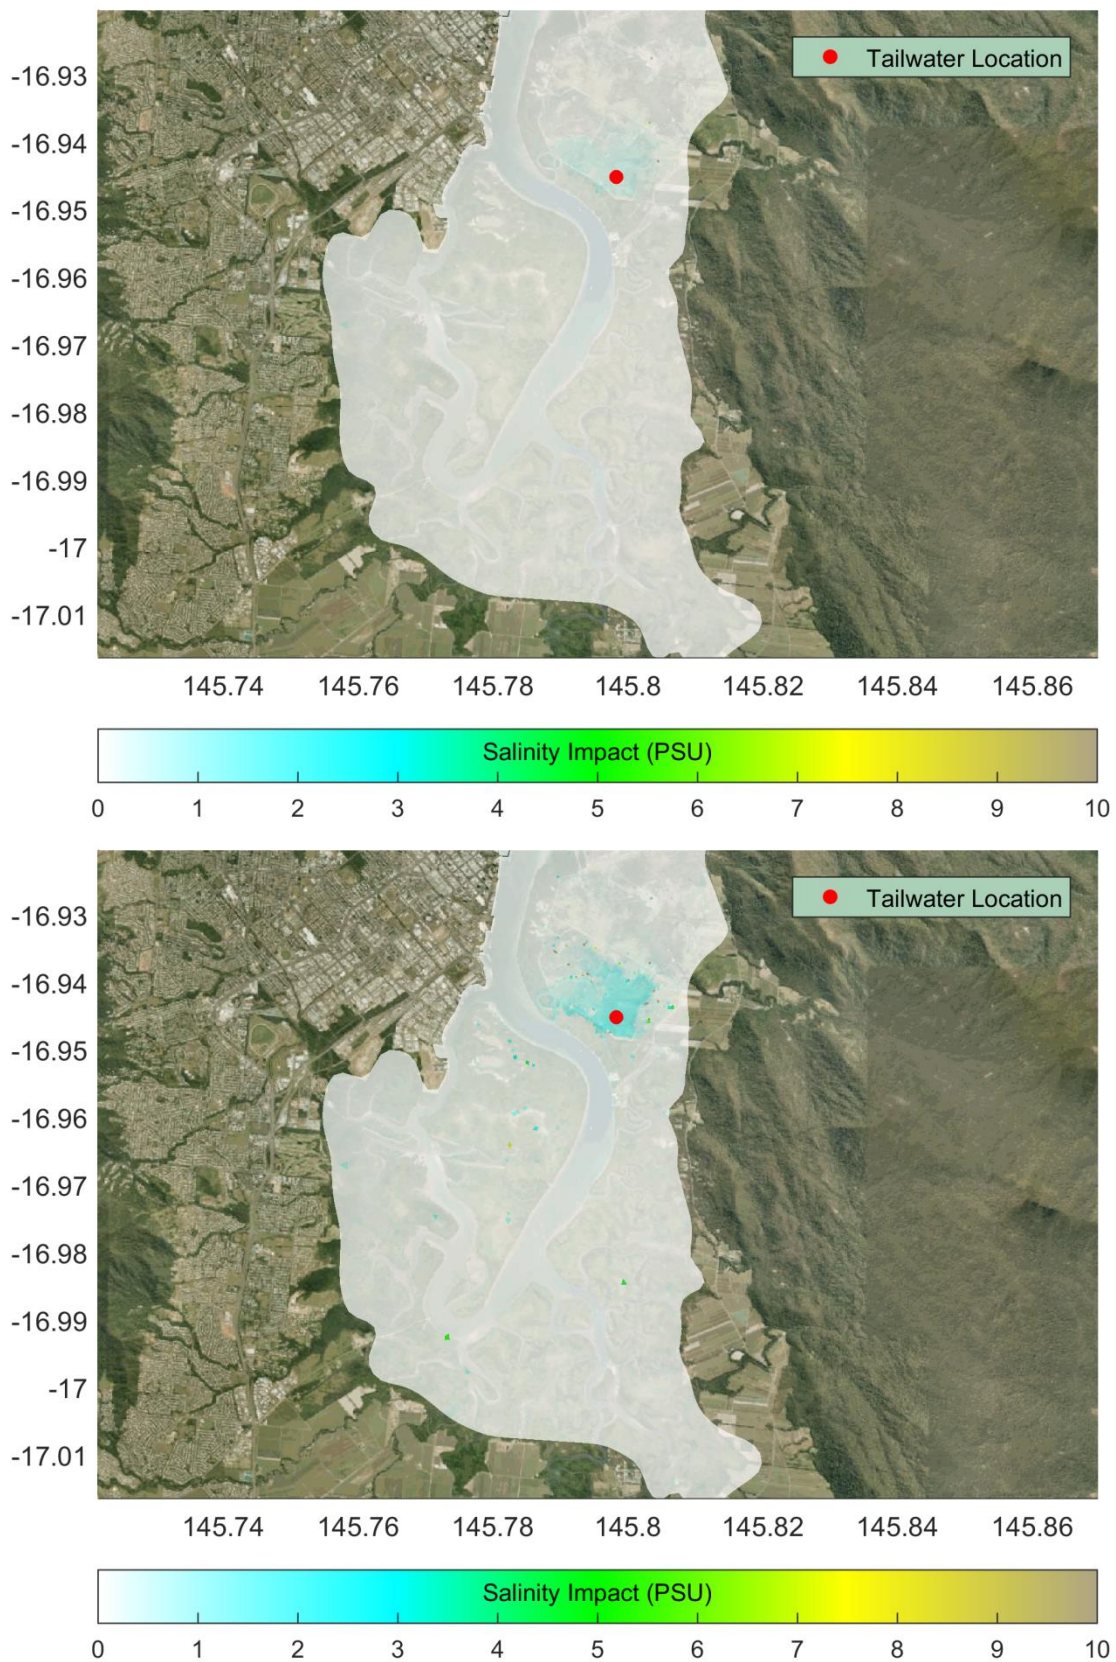 Tailwater Location
-16.93
-16.94
-16.95
-16.96
-16.97
-16.98
-16.99
-17
-17.01
145.74 145.76 145.78 145.8 145.82 145.84 145.86
Salinity Impact (PSU)
0 1 2 3 4 5 6 7 8 9 10
Tailwater Location
-16.93
-16.94
-16.95
-16.96
-16.97
-16.98
-16.99
-17
-17.01
145.74 145.76 145.78 145.8 145.82 145.84 145.86
Salinity Impact (PSU)
0 1 2 3 4 5 6 7 8 9 10